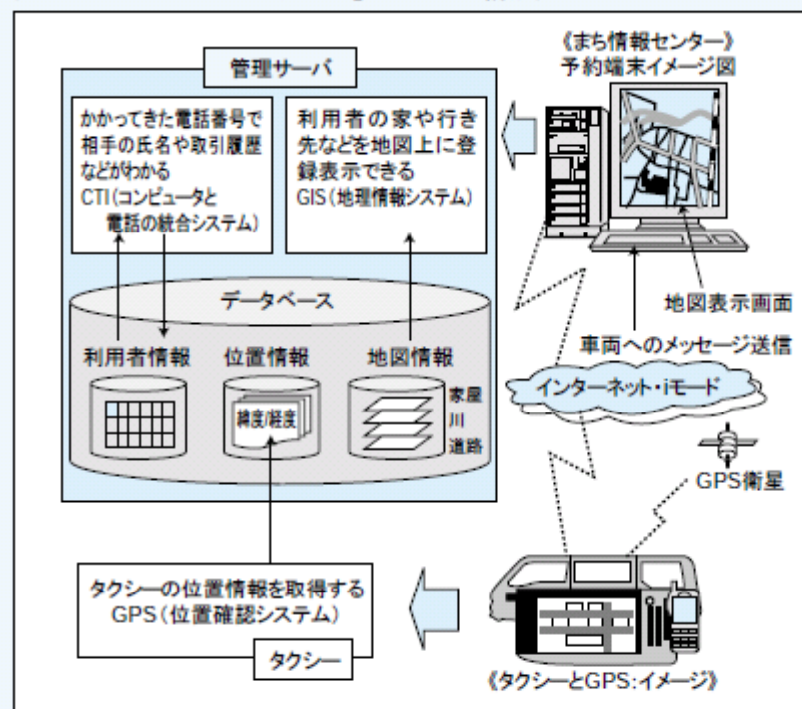 《まち情報センター》
予約端末イメージ図
管理サーバ
かかってきた電話番号で
相手の氏名や取引履歴
などがわかる
CTI(コンピュータと
電話の統合システム)
利用者の家や行き
先などを地図上に登
録表示できる
GIS(地理情報システム)
地図表示画面
車両へのメッセージ送信
データベース
利用者情報
位置情報
地図情報
緯度/経度
家屋
川
道路
インターネット・iモード
GPS衛星
タクシーの位置情報を取得する
GPS(位置確認システム)
タクシー
《タクシーとGPS:イメージ》